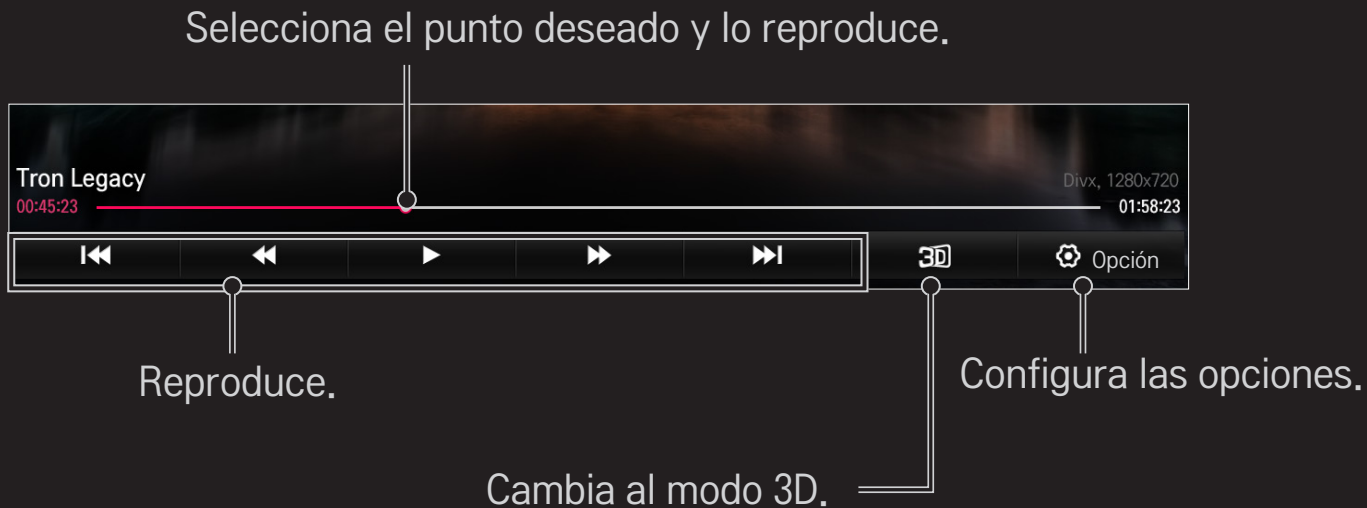 Selecciona el punto deseado y lo reproduce.
Tron Legacy
Divx, 1280x720
00:45:23
01:58:23
3D
Opción
Reproduce.
Configura las opciones.
Cambia al modo 3D.